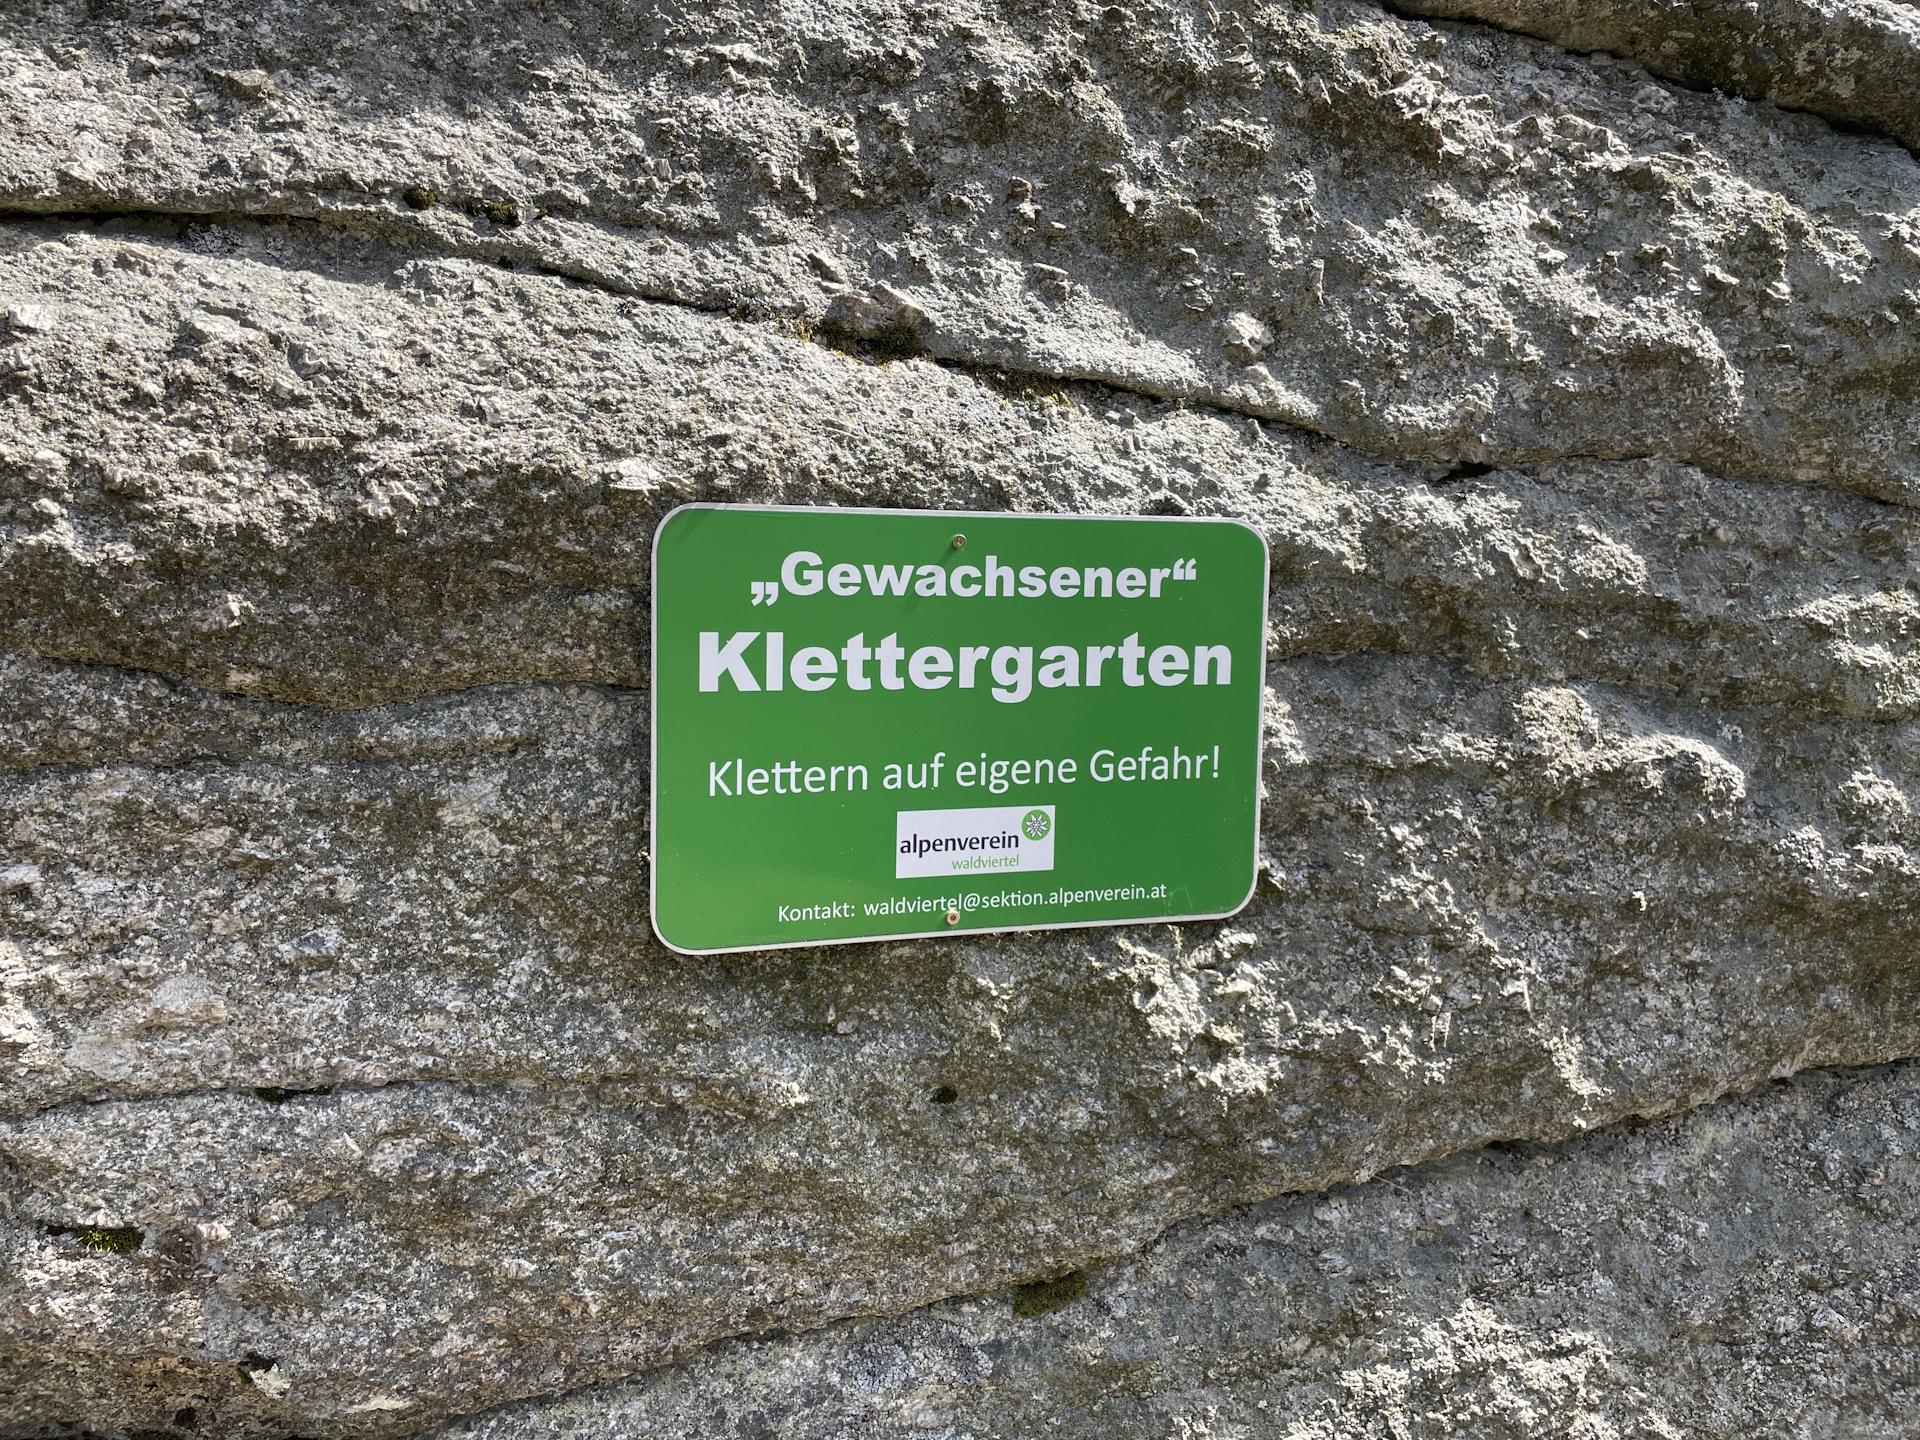 „Gewachsener“
Klettergarten
Klettern auf eigene Gefahr!
alpenverein
waldviertel
Kontakt: waldviertel@sektion.alpenverein.at